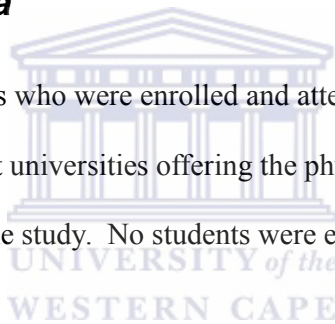 a
s who were enrolled and atte
t universities offering the ph
e study. No students were e
UNIVERSITY of the
WESTERN CAPE